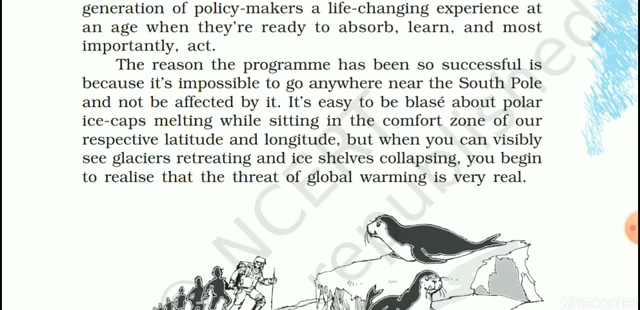 generation of policy-makers a life-changing experience at
an age when they're ready to absorb, learn, and most
importantly, act.
The reason the programme has been so successful is
because it's impossible to go anywhere near the South Pole
and not be affected by it. It's easy to be blasé about polar
ice-caps melting while sitting in the comfort zone of our
respective latitude and longitude, but when you can visibly
see glaciers retreating and ice shelves collapsing, you begin
to realise that the threat of global warming is very real.
NCERT
republished
XRecorder